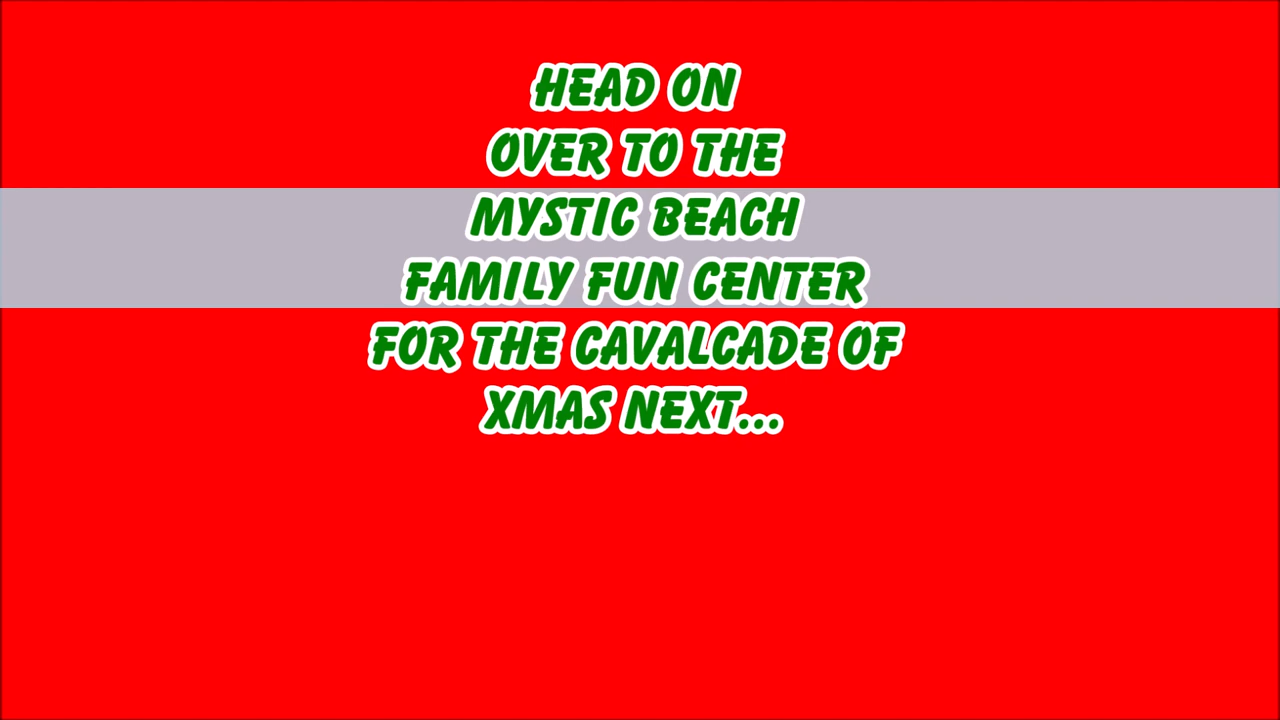 HEAD ON
OVER TO THE
MYSTIC BEACH
FAMILY FUN CENTER
FOR THE CAVALCADE OF
XMAS NEXT...